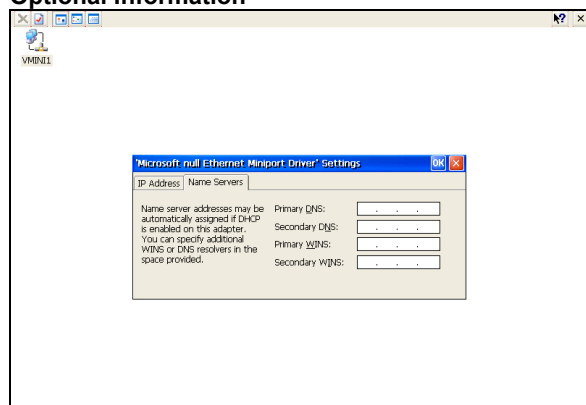 Optional Information
VMINI1
'Microsoft null Ethernet Miniport Driver' Settings OK
IP Address Name Servers
Name server addresses may be
automatically assigned if DHCP
is enabled on this adapter.
You can specify additional
WINS or DNS resolvers in the
space provided.
Primary DNS: . . .
Secondary DNS: . . .
Primary WINS: . . .
Secondary WINS: . . .